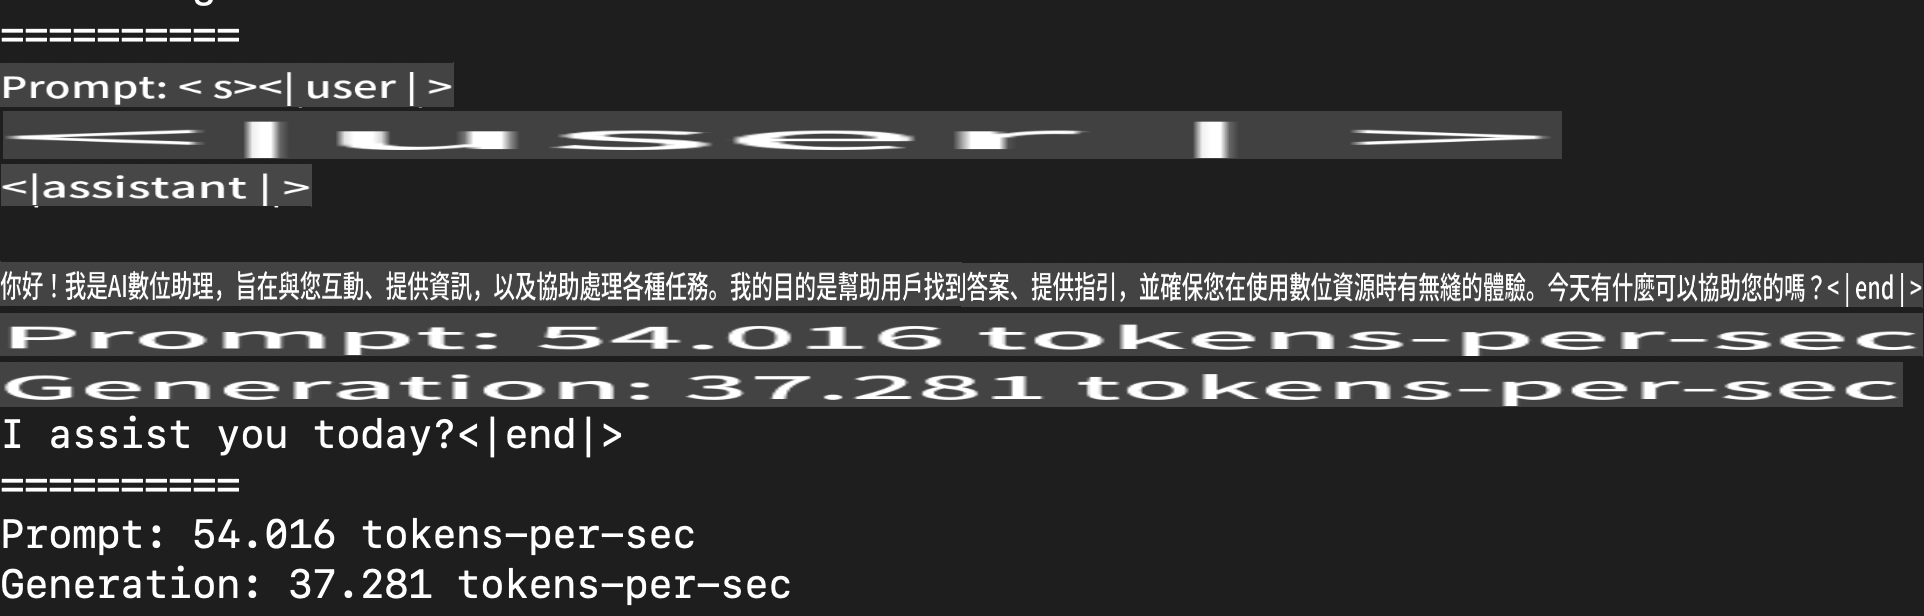 ==========
Prompt: < s><| user | >
< | user | >
<|assistant | >
你好！我是AI數位助理，旨在與您互動、提供資訊，以及協助處理各種任務。我的目的是幫助用戶找到答案、提供指引，並確保您在使用數位資源時有無縫的體驗。今天有什麼可以協助您的嗎？<|end|>
Prompt: 54.016 tokens-per-sec
Generation: 37.281 tokens-per-sec
I assist you today?<|end|>
==========
Prompt: 54.016 tokens-per-sec
Generation: 37.281 tokens-per-sec